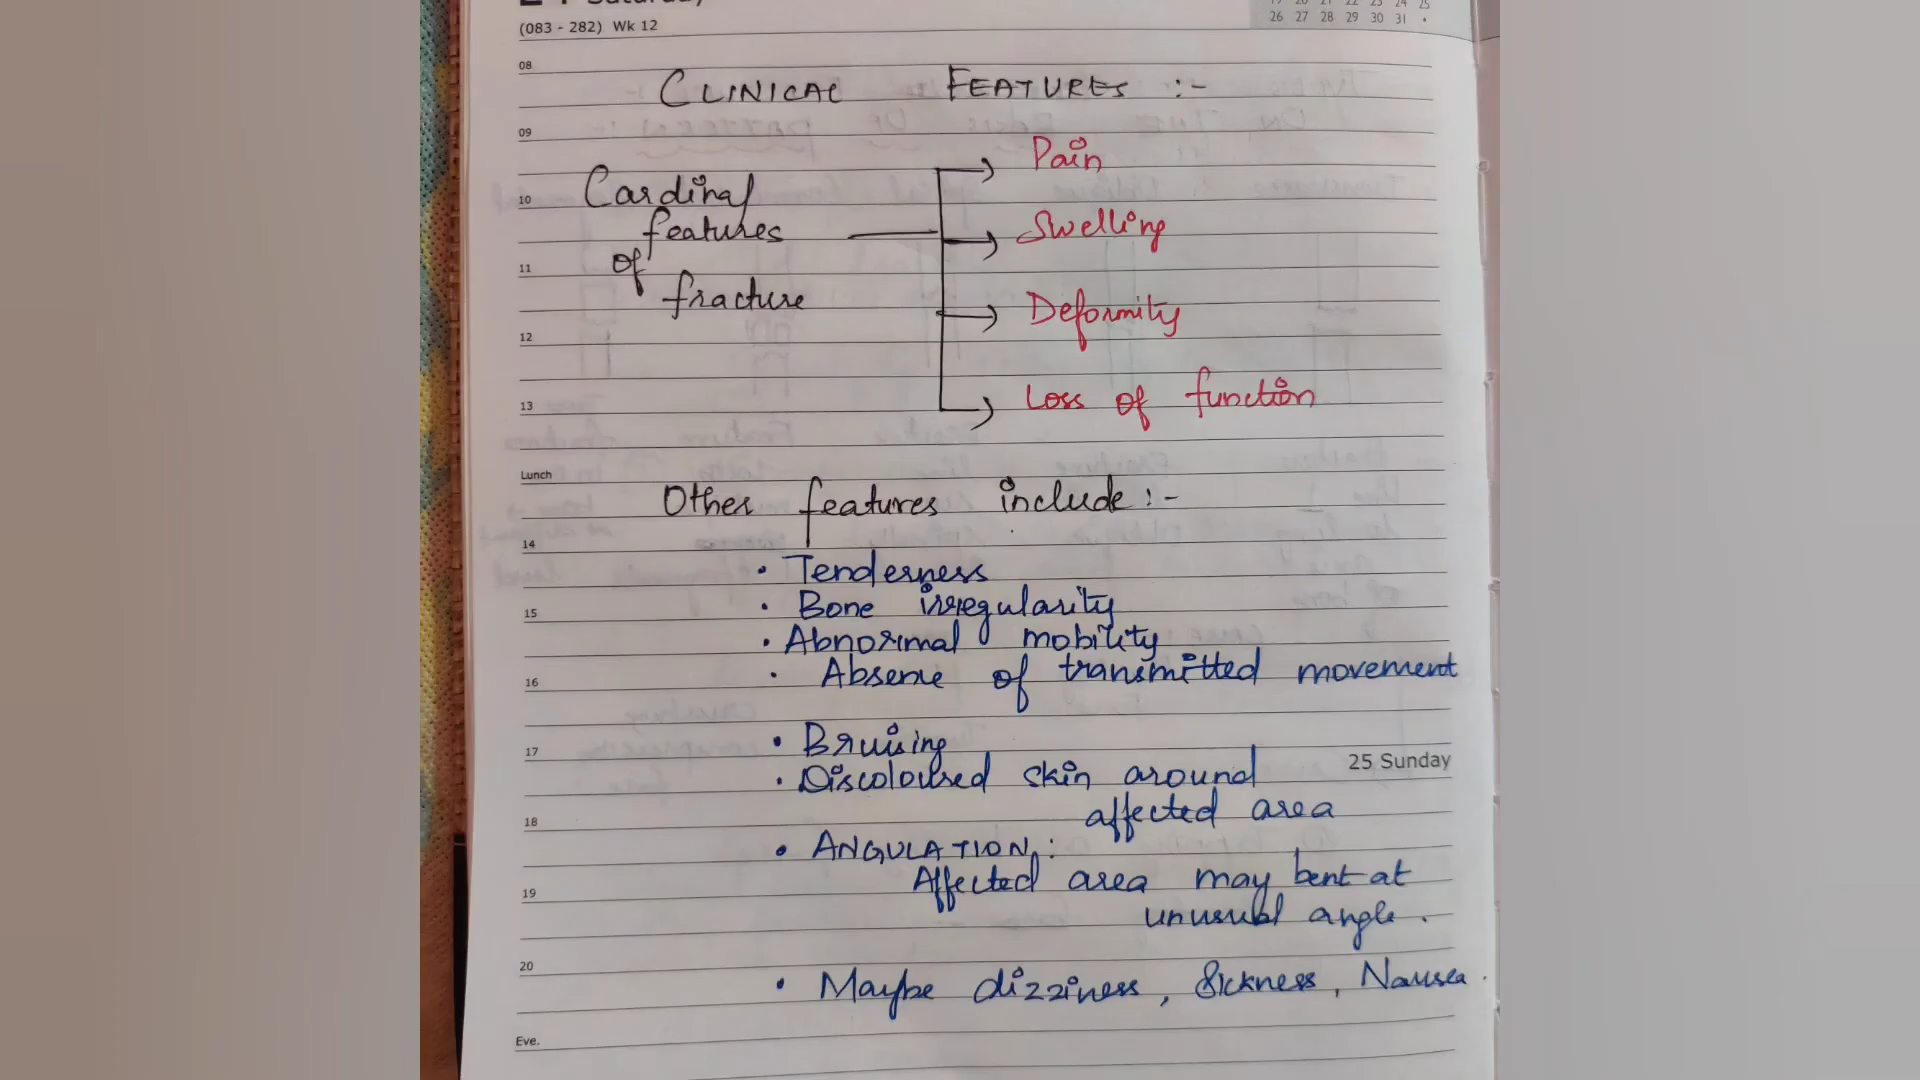 (083 - 282) Wk 12
26 27 28 29 30 31
08
CLINICAL FEATURES :-
09
Pain
Cardinal
10
features
Swelling
of
11
fracture
Deformity
12
Loss of function
13
Lunch
Other features include :-
14
• Tenderness
• Bone irregularity
15
• Abnormal mobility
• Absense of transmitted movement
16
• Bruising
17
25 Sunday
• Discoloured skin around
affected area
18
• ANGULATION :
Affected area may bent at
19
unusual angle .
20
• Maybe dizziness , Sickness , Nausea .
Eve.